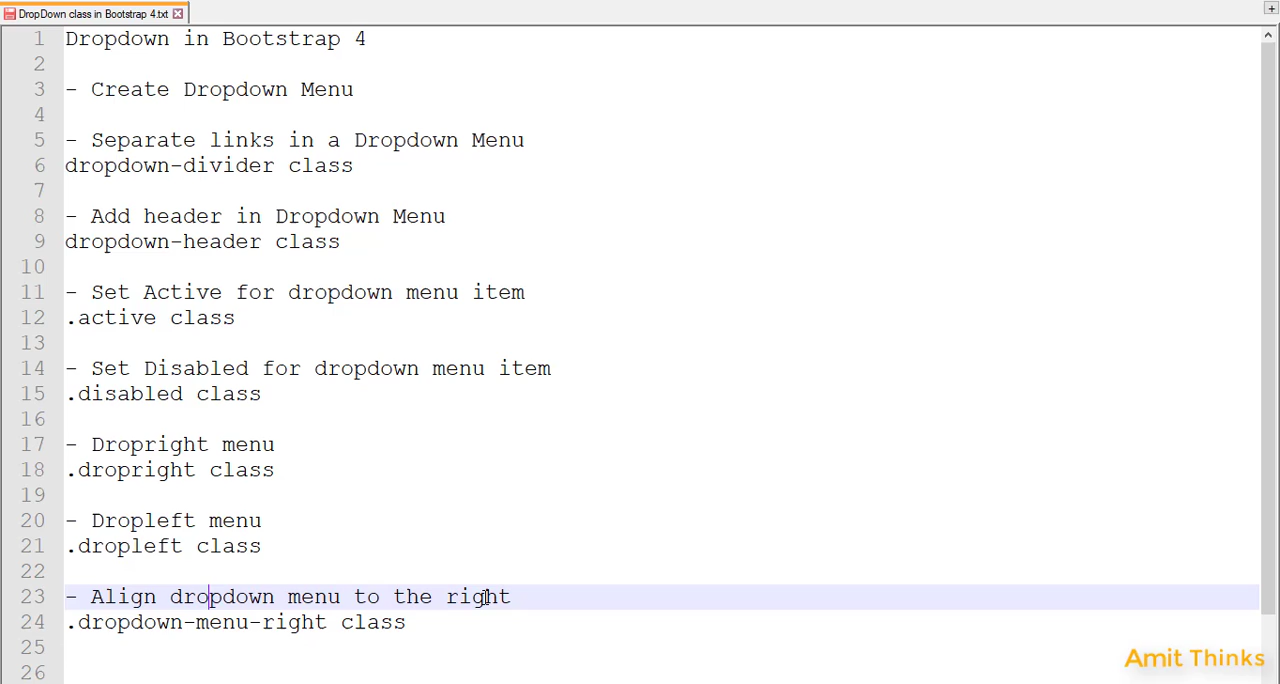 DropDown class in Bootstrap 4.txt
1 Dropdown in Bootstrap 4
2
3 - Create Dropdown Menu
4
5 - Separate links in a Dropdown Menu
6 dropdown-divider class
7
8 - Add header in Dropdown Menu
9 dropdown-header class
10
11 - Set Active for dropdown menu item
12 .active class
13
14 - Set Disabled for dropdown menu item
15 .disabled class
16
17 - Dropright menu
18 .dropright class
19
20 - Dropleft menu
21 .dropleft class
22
23 - Align dropdown menu to the right
24 .dropdown-menu-right class
25
26
Amit Thinks